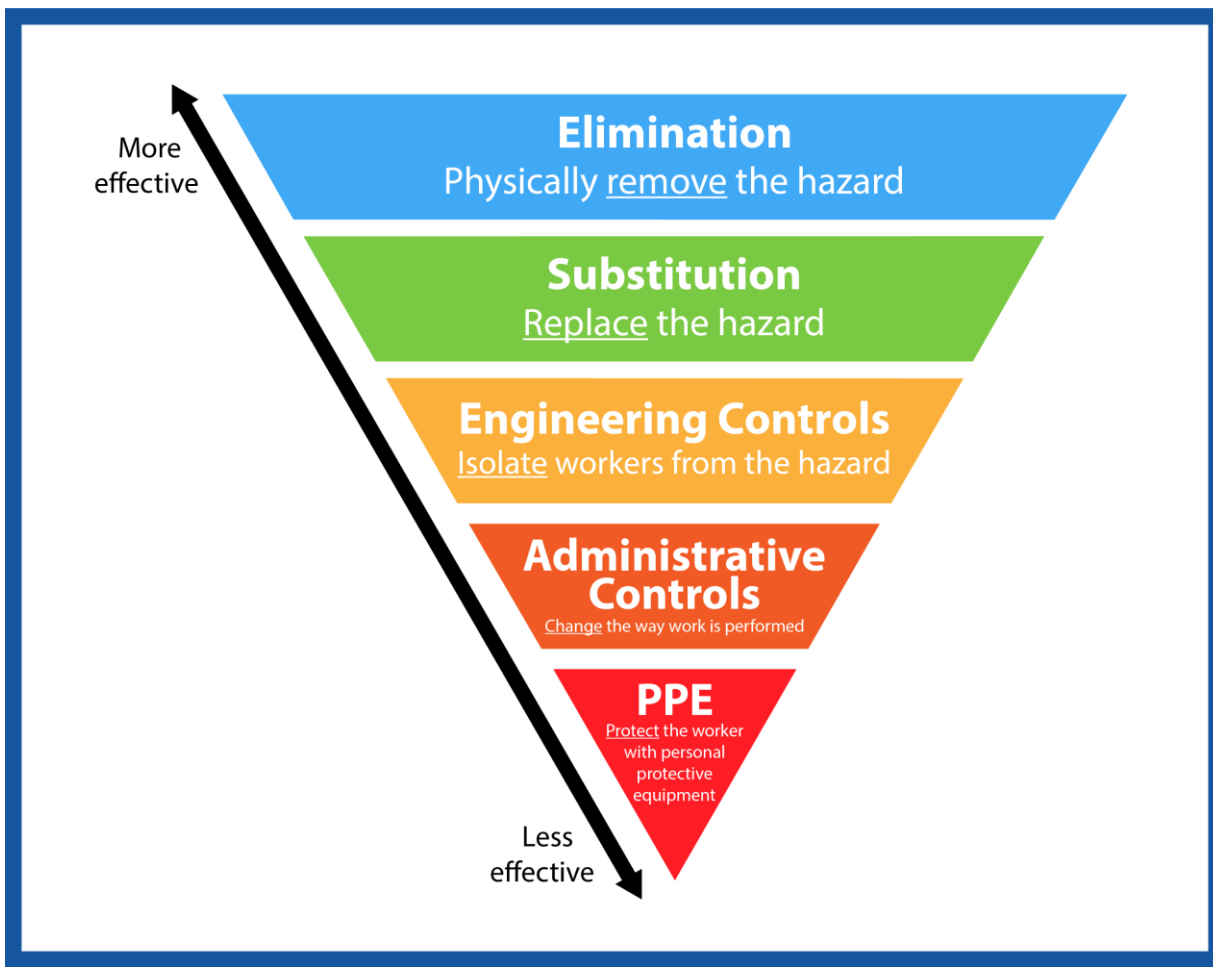 More
effective
Elimination
Physically remove the hazard
Substitution
Replace the hazard
Engineering Controls
Isolate workers from the hazard
Administrative
Controls
Change the way work is performed
PPE
Protect the worker
with personal
protective
equipment
Less
effective